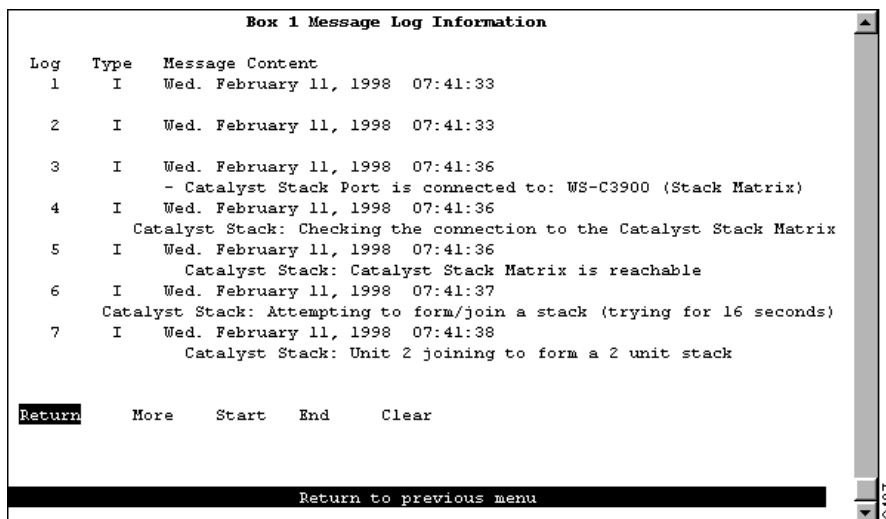 Box 1 Message Log Information
Log Type Message Content
1 I Wed. February 11, 1998 07:41:33
2 I Wed. February 11, 1998 07:41:33
3 I Wed. February 11, 1998 07:41:36
- Catalyst Stack Port is connected to: WS-C3900 (Stack Matrix)
4 I Wed. February 11, 1998 07:41:36
Catalyst Stack: Checking the connection to the Catalyst Stack Matrix
5 I Wed. February 11, 1998 07:41:36
Catalyst Stack: Catalyst Stack Matrix is reachable
6 I Wed. February 11, 1998 07:41:37
Catalyst Stack: Attempting to form/join a stack (trying for 16 seconds)
7 I Wed. February 11, 1998 07:41:38
Catalyst Stack: Unit 2 joining to form a 2 unit stack
Return More Start End Clear
Return to previous menu